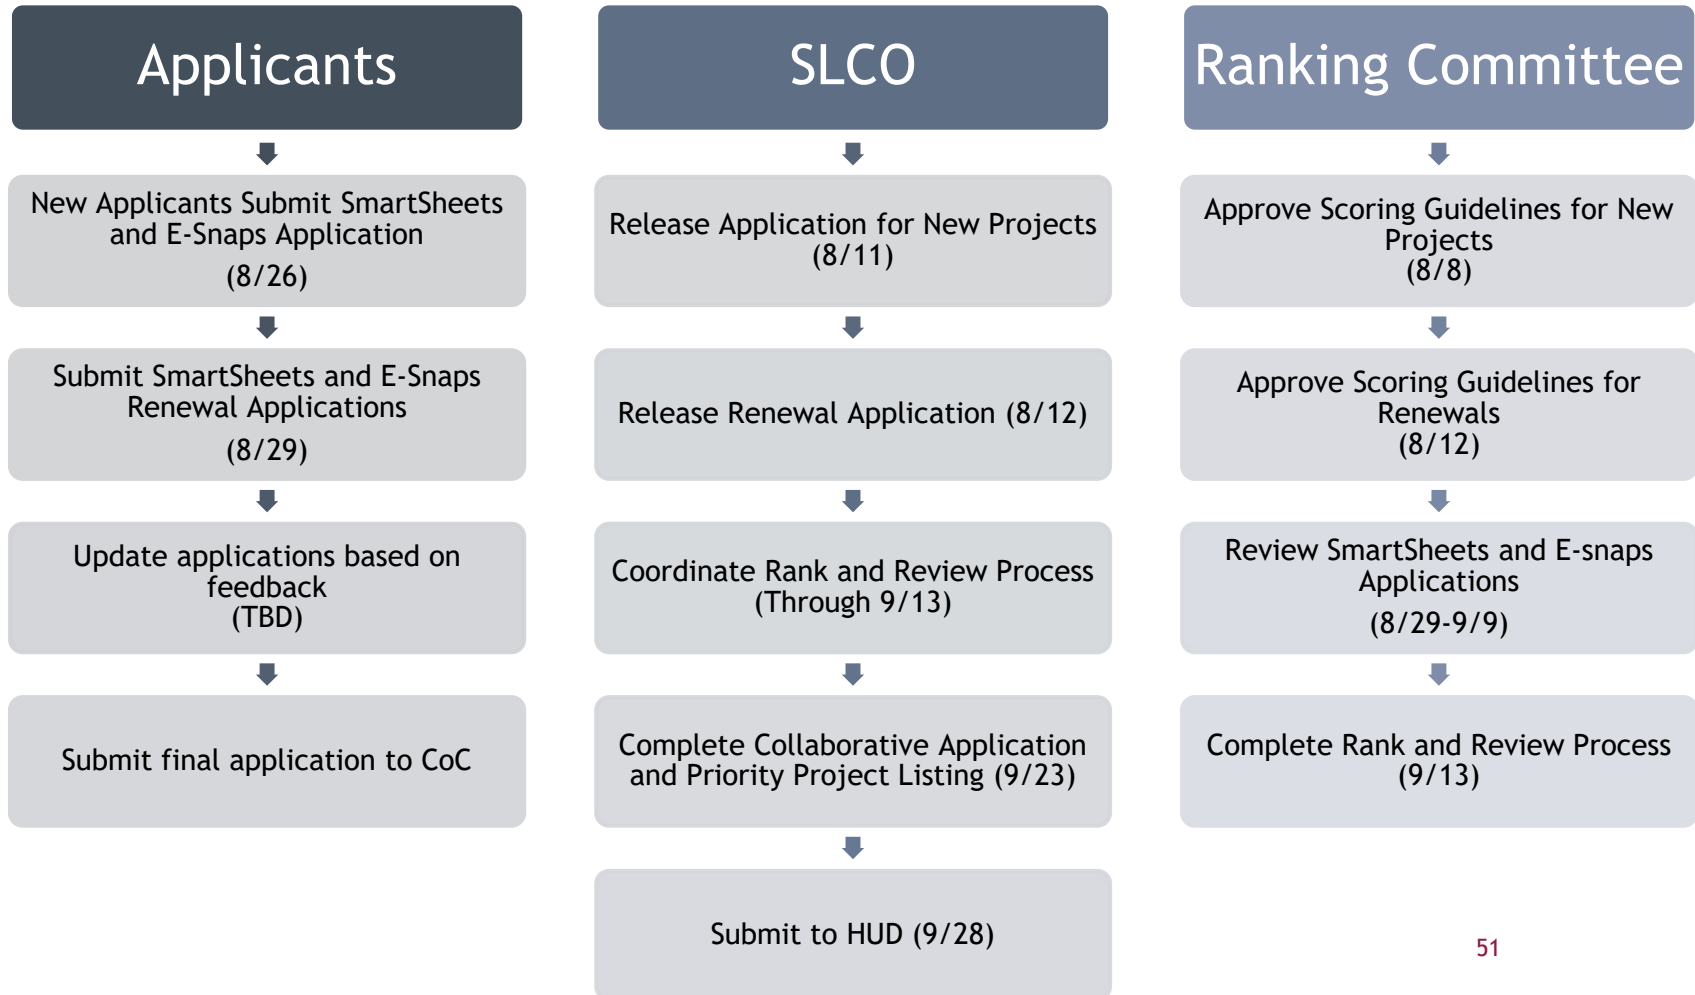 Applicants
New Applicants Submit SmartSheets
and E-Snaps Application
(8/26)
Submit SmartSheets and E-Snaps
Renewal Applications
(8/29)
Update applications based on
feedback
(TBD)
Submit final application to CoC
SLCO
Release Application for New Projects
(8/11)
Release Renewal Application (8/12)
Coordinate Rank and Review Process
(Through 9/13)
Complete Collaborative Application
and Priority Project Listing (9/23)
Submit to HUD (9/28)
Ranking Committee
Approve Scoring Guidelines for New
Projects
(8/8)
Approve Scoring Guidelines for
Renewals
(8/12)
Review SmartSheets and E-snaps
Applications
(8/29-9/9)
Complete Rank and Review Process
(9/13)
51